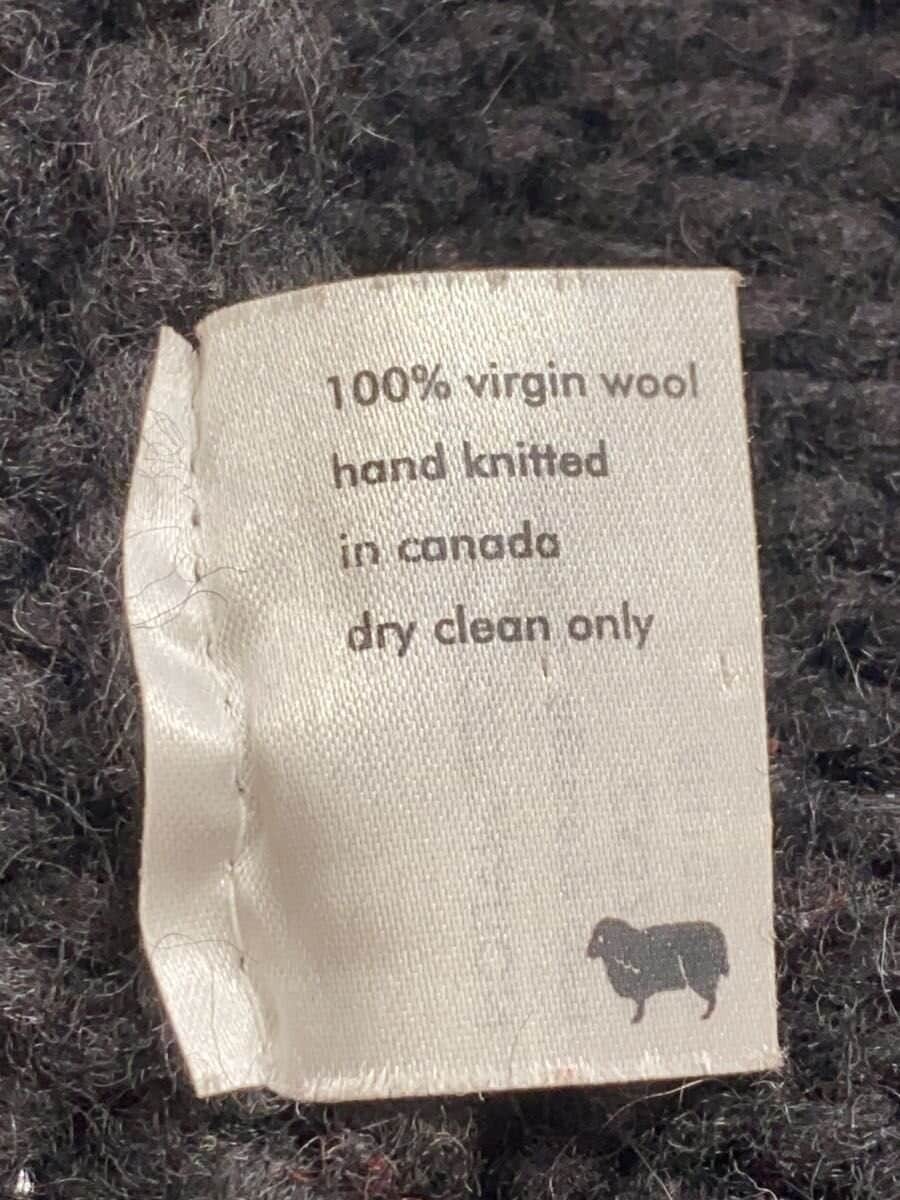 100% virgin wool
hand knitted
in canada
dry clean only